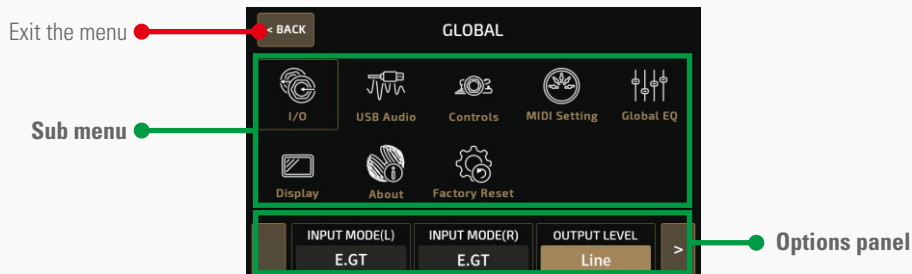 < BACK
GLOBAL
Exit the menu
I/O
USB Audio
Controls
MIDI Setting
Global EQ
Sub menu
Display
About
Factory Reset
INPUT MODE(L)
INPUT MODE(R)
OUTPUT LEVEL
E.GT
E.GT
Line
>
Options panel